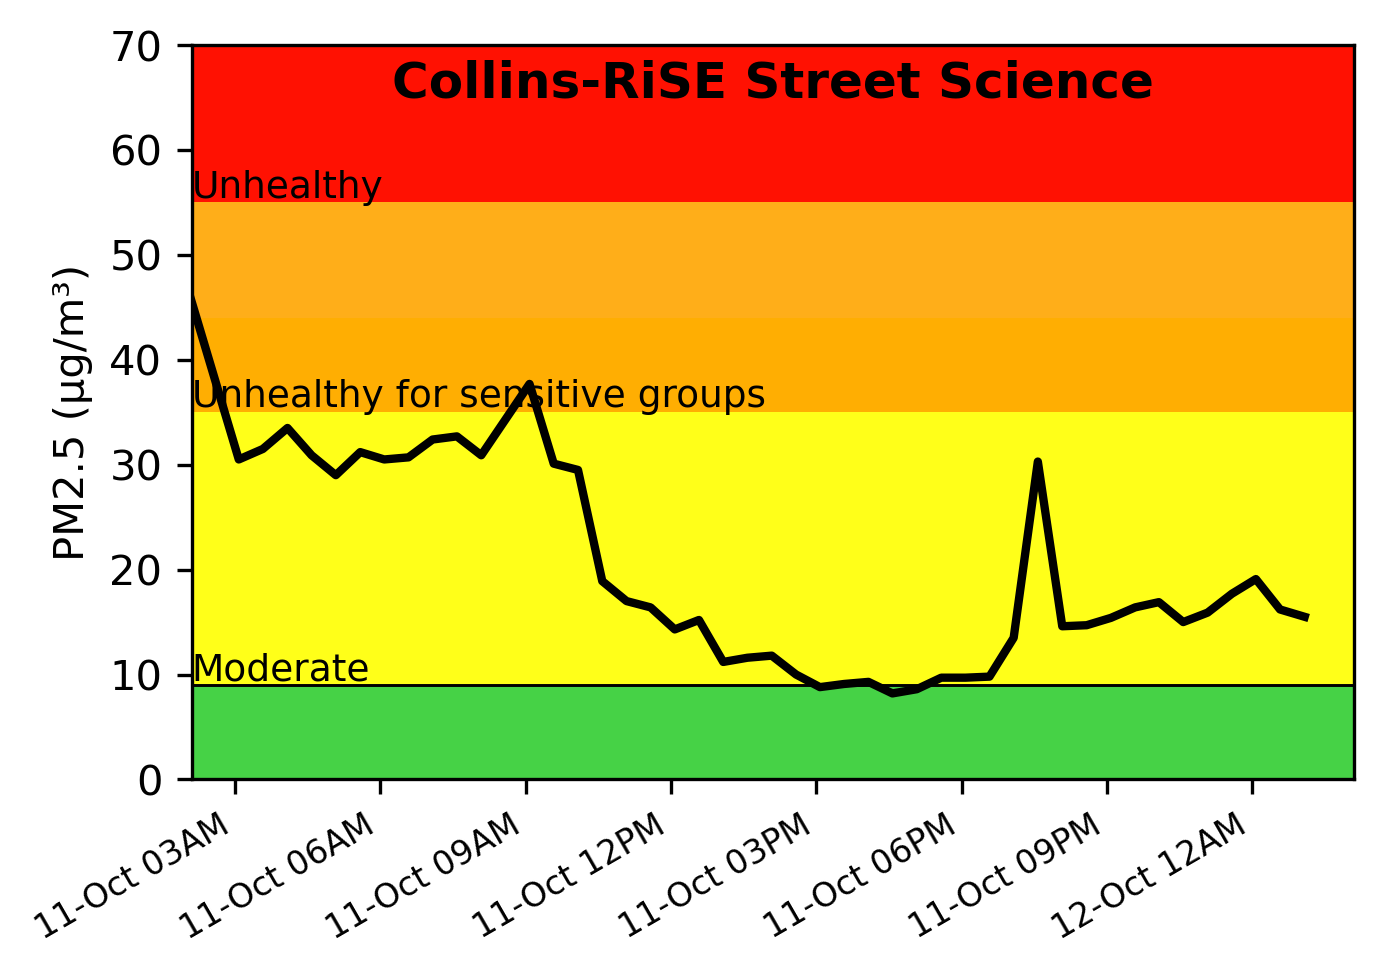 Collins-RiSE Street Science
PM2.5 (µg/m³)
70
60
50
40
30
20
10
0
Unhealthy
Unhealthy for sensitive groups
Moderate
11-Oct 03AM
11-Oct 06AM
11-Oct 09AM
11-Oct 12PM
11-Oct 03PM
11-Oct 06PM
11-Oct 09PM
12-Oct 12AM